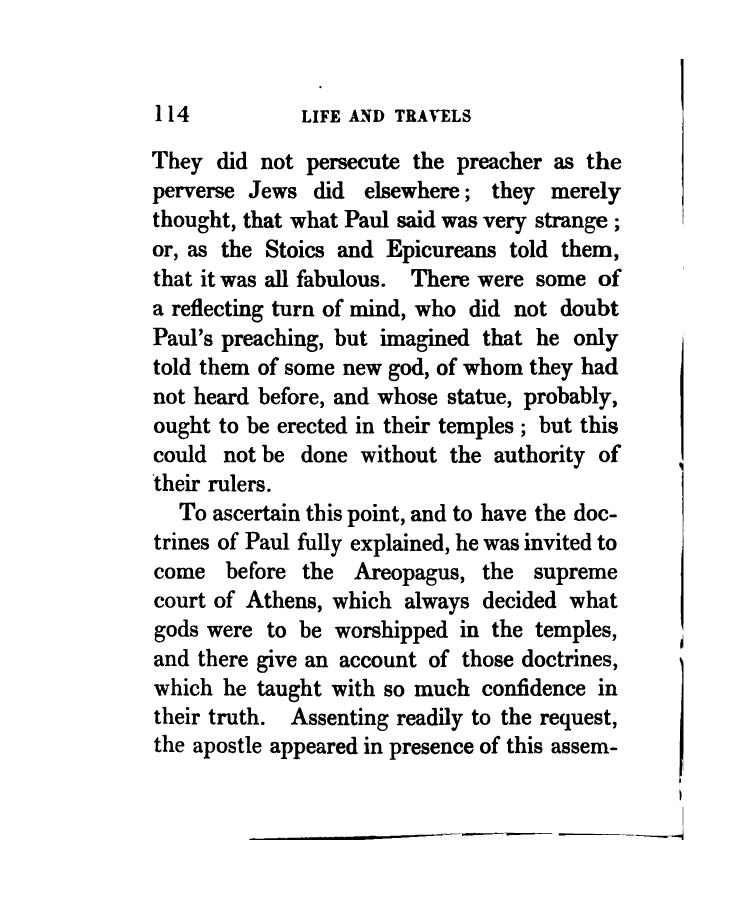 114 LIFE AND TRAVELS
They did not persecute the preacher as the
perverse Jews did elsewhere; they merely
thought, that what Paul said was very strange;
or, as the Stoics and Epicureans told them,
that it was all fabulous. There were some of
a reflecting turn of mind, who did not doubt
Paul's preaching, but imagined that he only
told them of some new god, of whom they had
not heard before, and whose statue, probably,
ought to be erected in their temples; but this
could not be done without the authority of
their rulers.
To ascertain this point, and to have the doc-
trines of Paul fully explained, he was invited to
come before the Areopagus, the supreme
court of Athens, which always decided what
gods were to be worshipped in the temples,
and there give an account of those doctrines,
which he taught with so much confidence in
their truth. Assenting readily to the request,
the apostle appeared in presence of this assem-